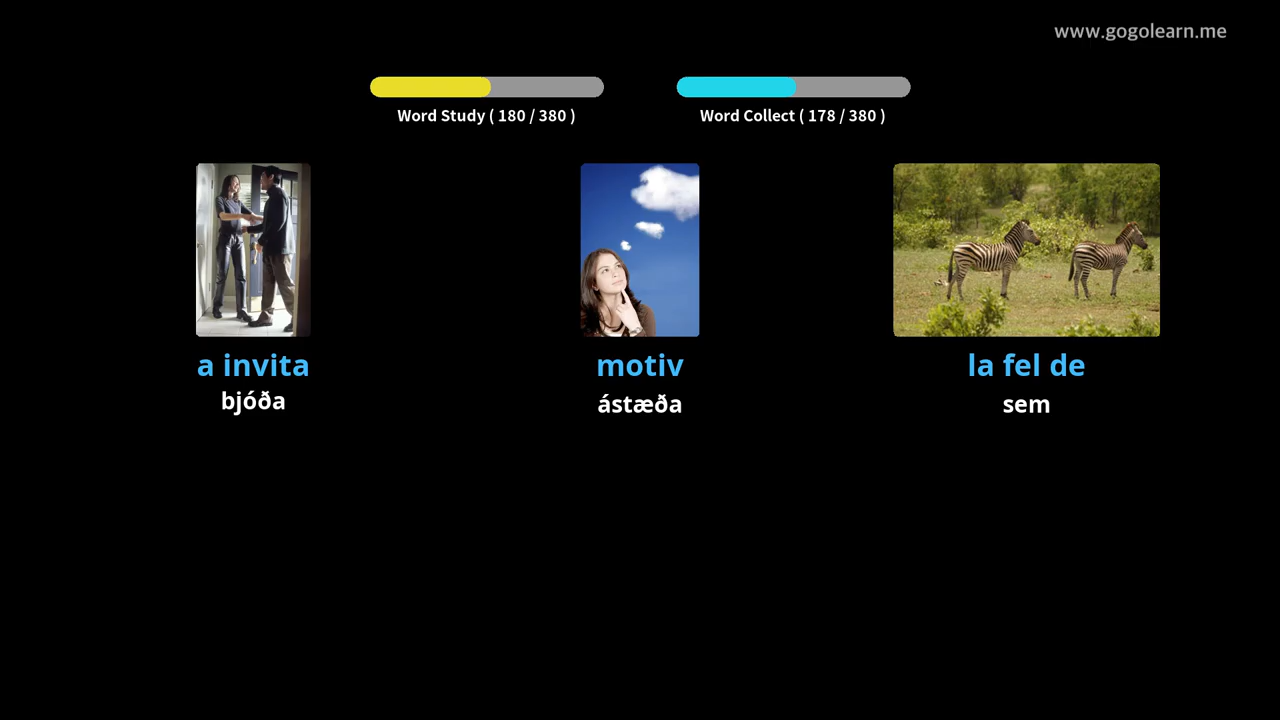 www.gogolearn.me
Word Study ( 180 / 380 )
Word Collect ( 178 / 380 )
a invita
bjóða
motiv
ástæða
la fel de
sem